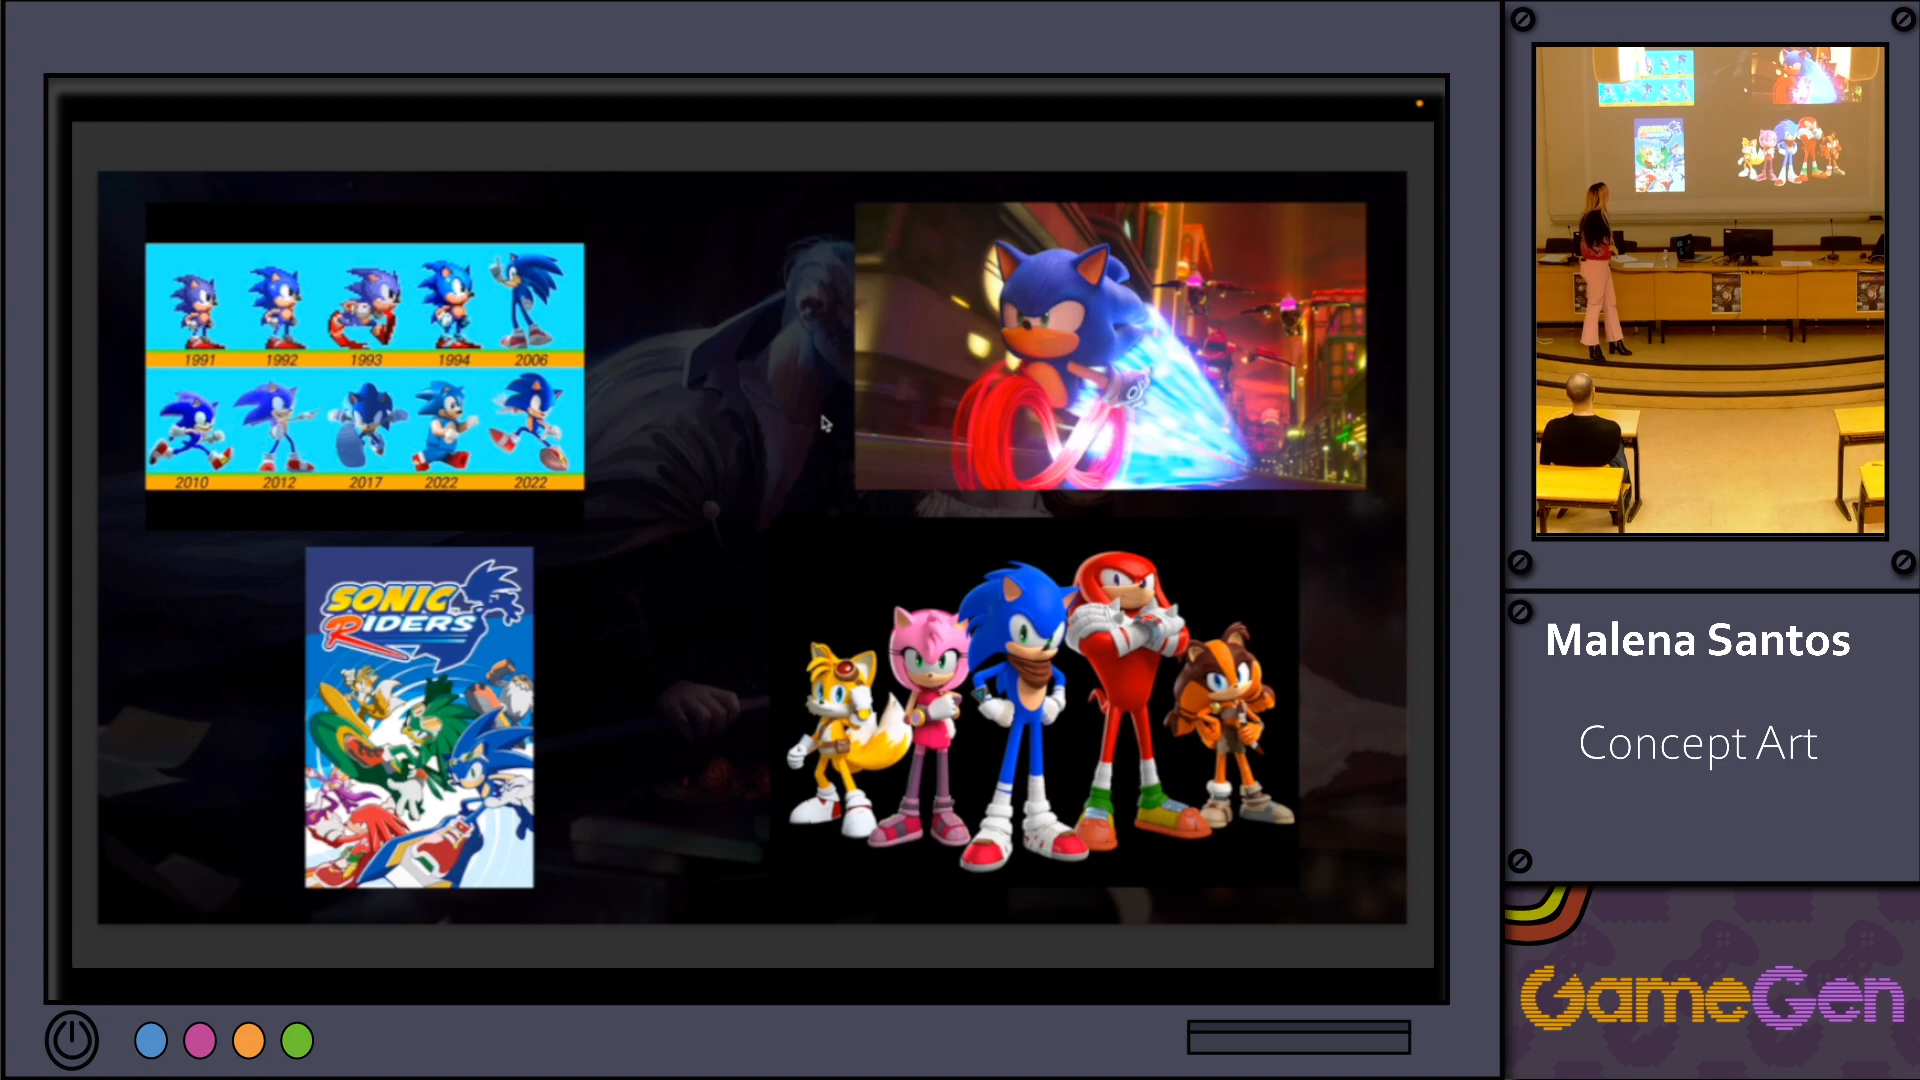 1991 1992 1993 1994 2006
2010 2012 2017 2022 2022
SONIC
RIDERS
Malena Santos
Concept Art
GameGen